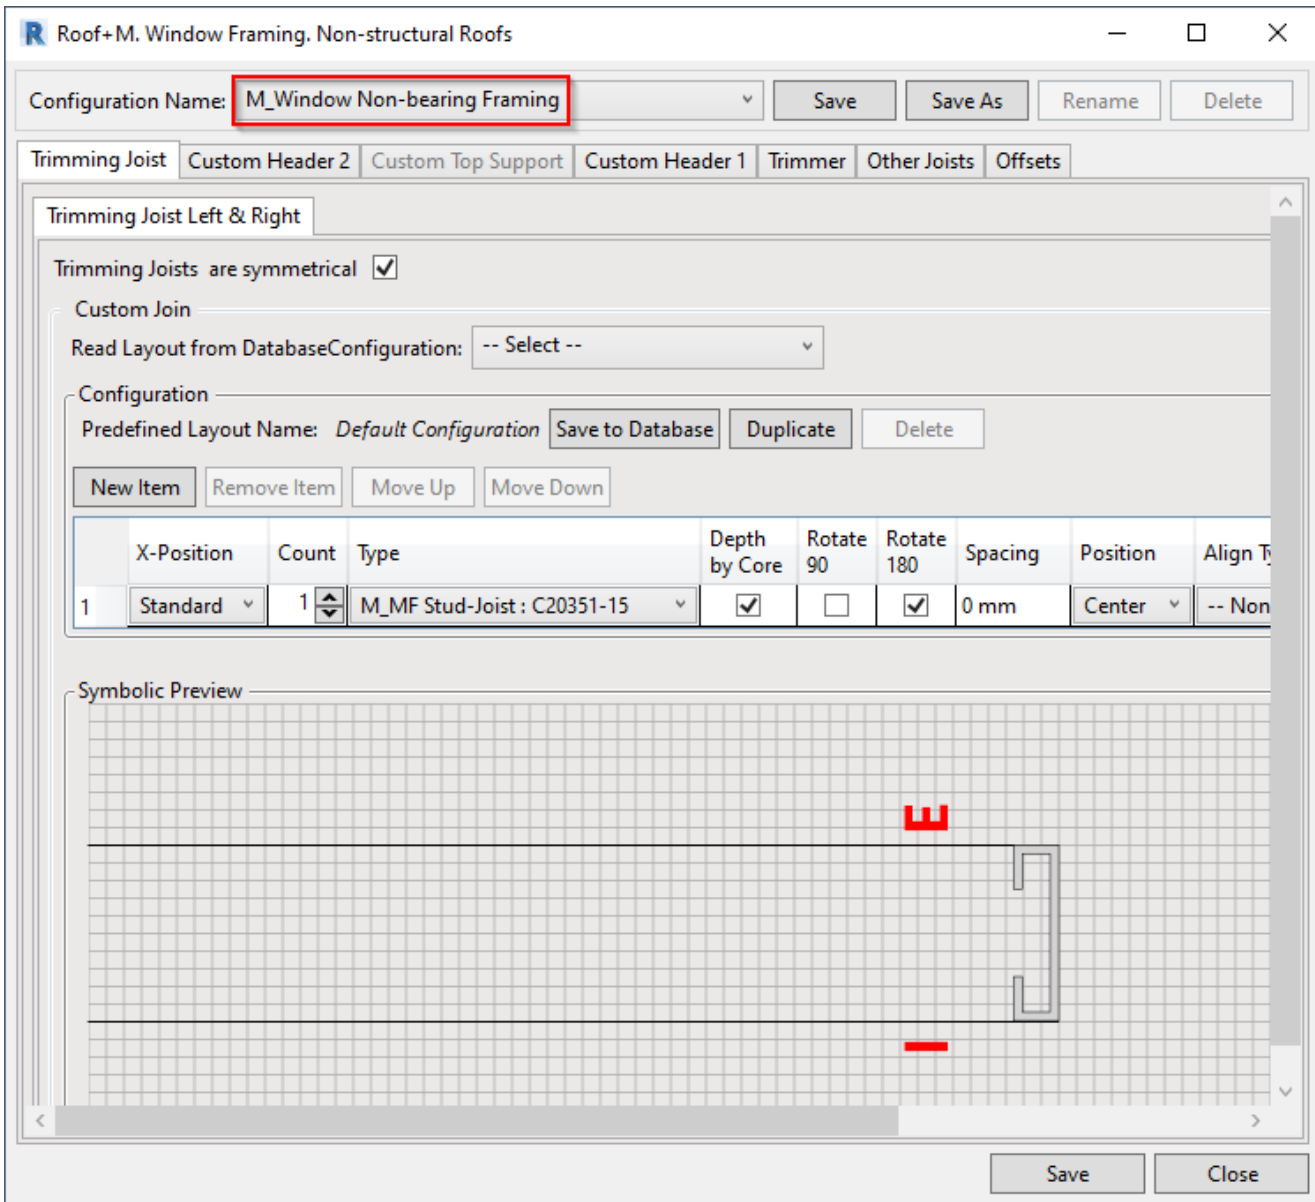 Roof+M. Window Framing. Non-structural Roofs
Configuration Name: M_Window Non-bearing Framing Save Save As Rename Delete
Trimming Joist Custom Header 2 Custom Top Support Custom Header 1 Trimmer Other Joists Offsets
Trimming Joist Left & Right
Trimming Joists are symmetrical
Custom Join
Read Layout from DatabaseConfiguration: -- Select --
Configuration
Predefined Layout Name: Default Configuration Save to Database Duplicate Delete
New Item Remove Item Move Up Move Down
X-Position Count Type Depth by Core Rotate 90 Rotate 180 Spacing Position Align Ty
1 Standard 1 M_MF Stud-Joist : C20351-15 0 mm Center -- Non
Symbolic Preview
E
I
Save Close